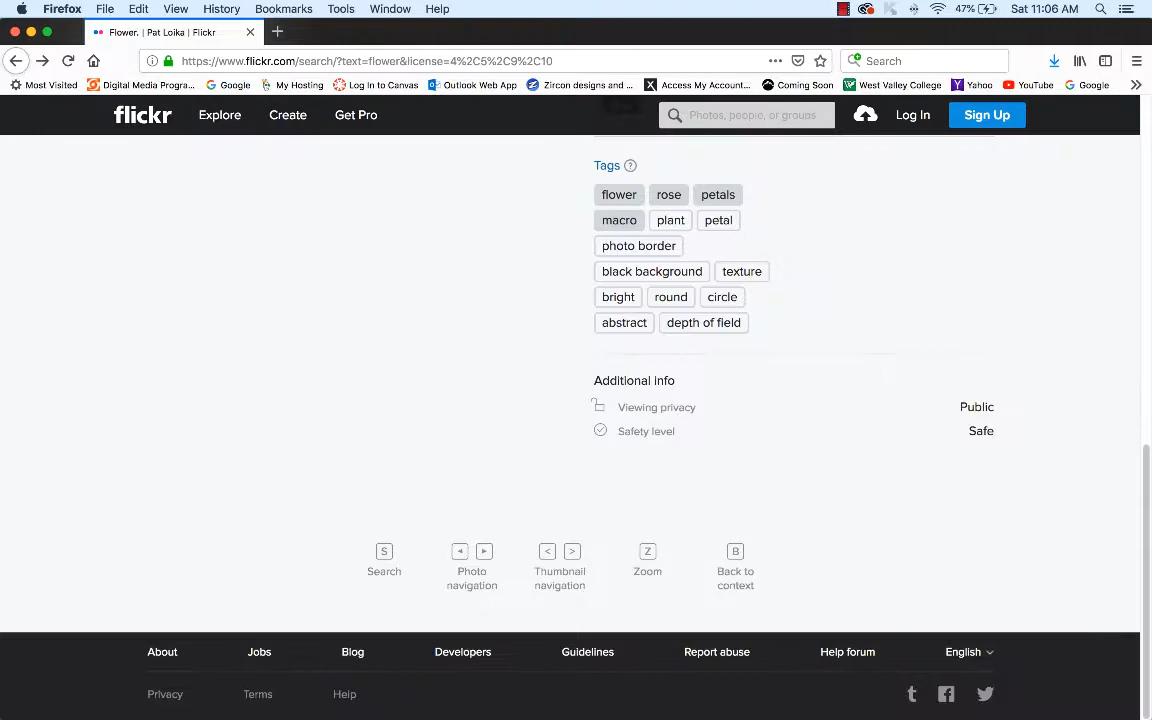 Firefox File Edit View History Bookmarks Tools Window Help 47% Sat 11:06 AM
Flower. | Pat Loika | Flickr
https://www.flickr.com/search/?text=flower&license=4%2C5%2C9%2C10 Search
Most Visited Digital Media Progra... Google My Hosting Log In to Canvas Outlook Web App Zircon designs and ... Access My Account... Coming Soon West Valley College Yahoo YouTube Google
flickr Explore Create Get Pro Photos, people, or groups Log In Sign Up
Tags ?
flower rose petals
macro plant petal
photo border
black background texture
bright round circle
abstract depth of field
Additional info
Viewing privacy Public
Safety level Safe
S < > Z B
Search Photo navigation Thumbnail navigation Zoom Back to context
About Jobs Blog Developers Guidelines Report abuse Help forum English
Privacy Terms Help